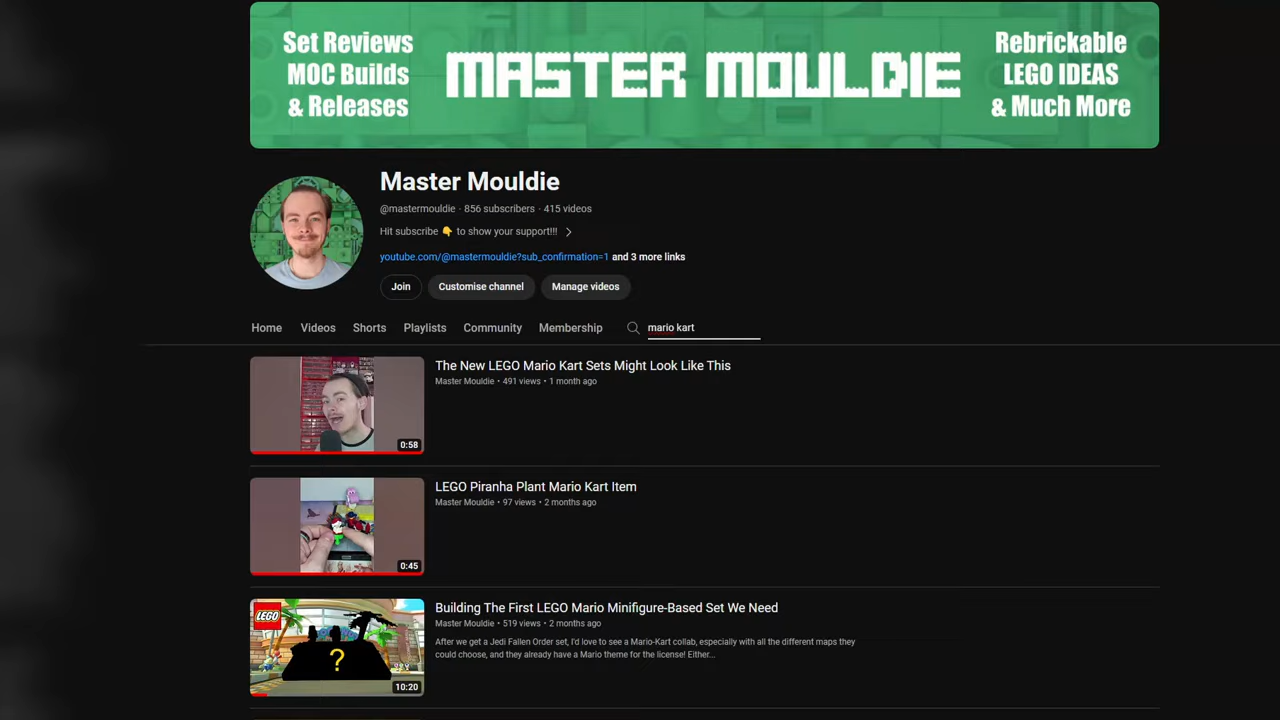 Set Reviews
MOC Builds
& Releases
MASTER MOULDIE
Rebrickable
LEGO IDEAS
& Much More
Master Mouldie
@mastermouldie · 856 subscribers · 415 videos
Hit subscribe 👇 to show your support!!!
youtube.com/@mastermouldie?sub_confirmation=1 and 3 more links
Join Customise channel Manage videos
Home Videos Shorts Playlists Community Membership mario kart
The New LEGO Mario Kart Sets Might Look Like This
Master Mouldie • 491 views • 1 month ago
0:58
LEGO Piranha Plant Mario Kart Item
Master Mouldie • 97 views • 2 months ago
0:45
Building The First LEGO Mario Minifigure-Based Set We Need
Master Mouldie • 519 views • 2 months ago
After we get a Jedi Fallen Order set, I'd love to see a Mario-Kart collab, especially with all the different maps they
could choose, and they already have a Mario theme for the license! Either...
LEGO
?
10:20